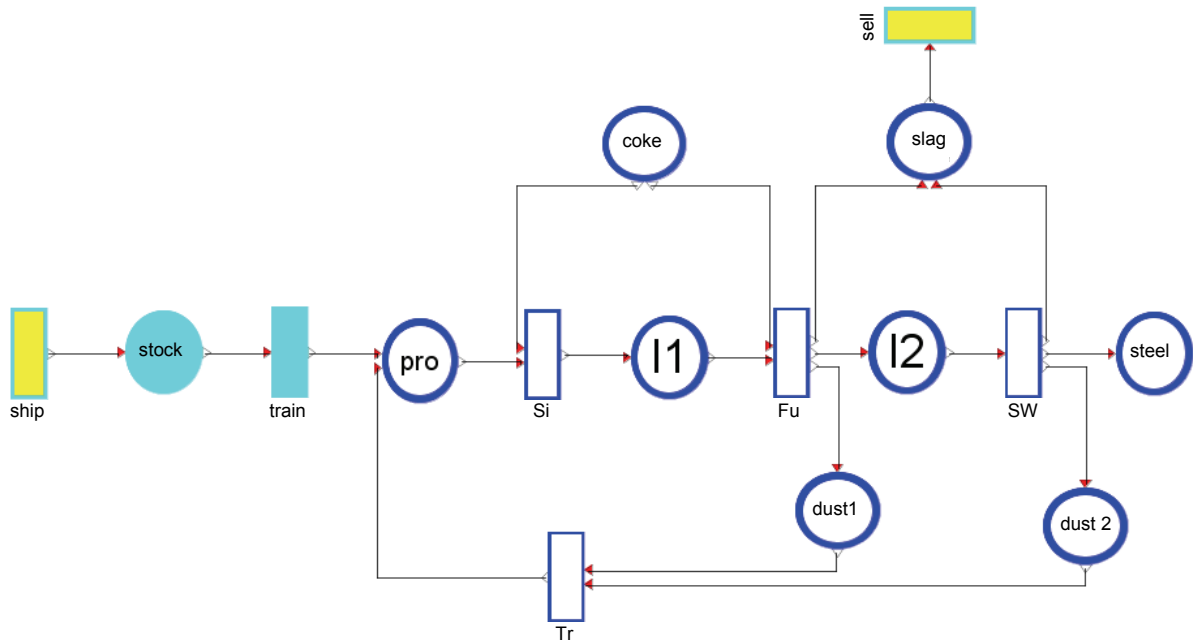 sell
coke
slag
stock
pro
I1
I2
steel
ship
train
Si
Fu
SW
dust1
dust 2
Tr